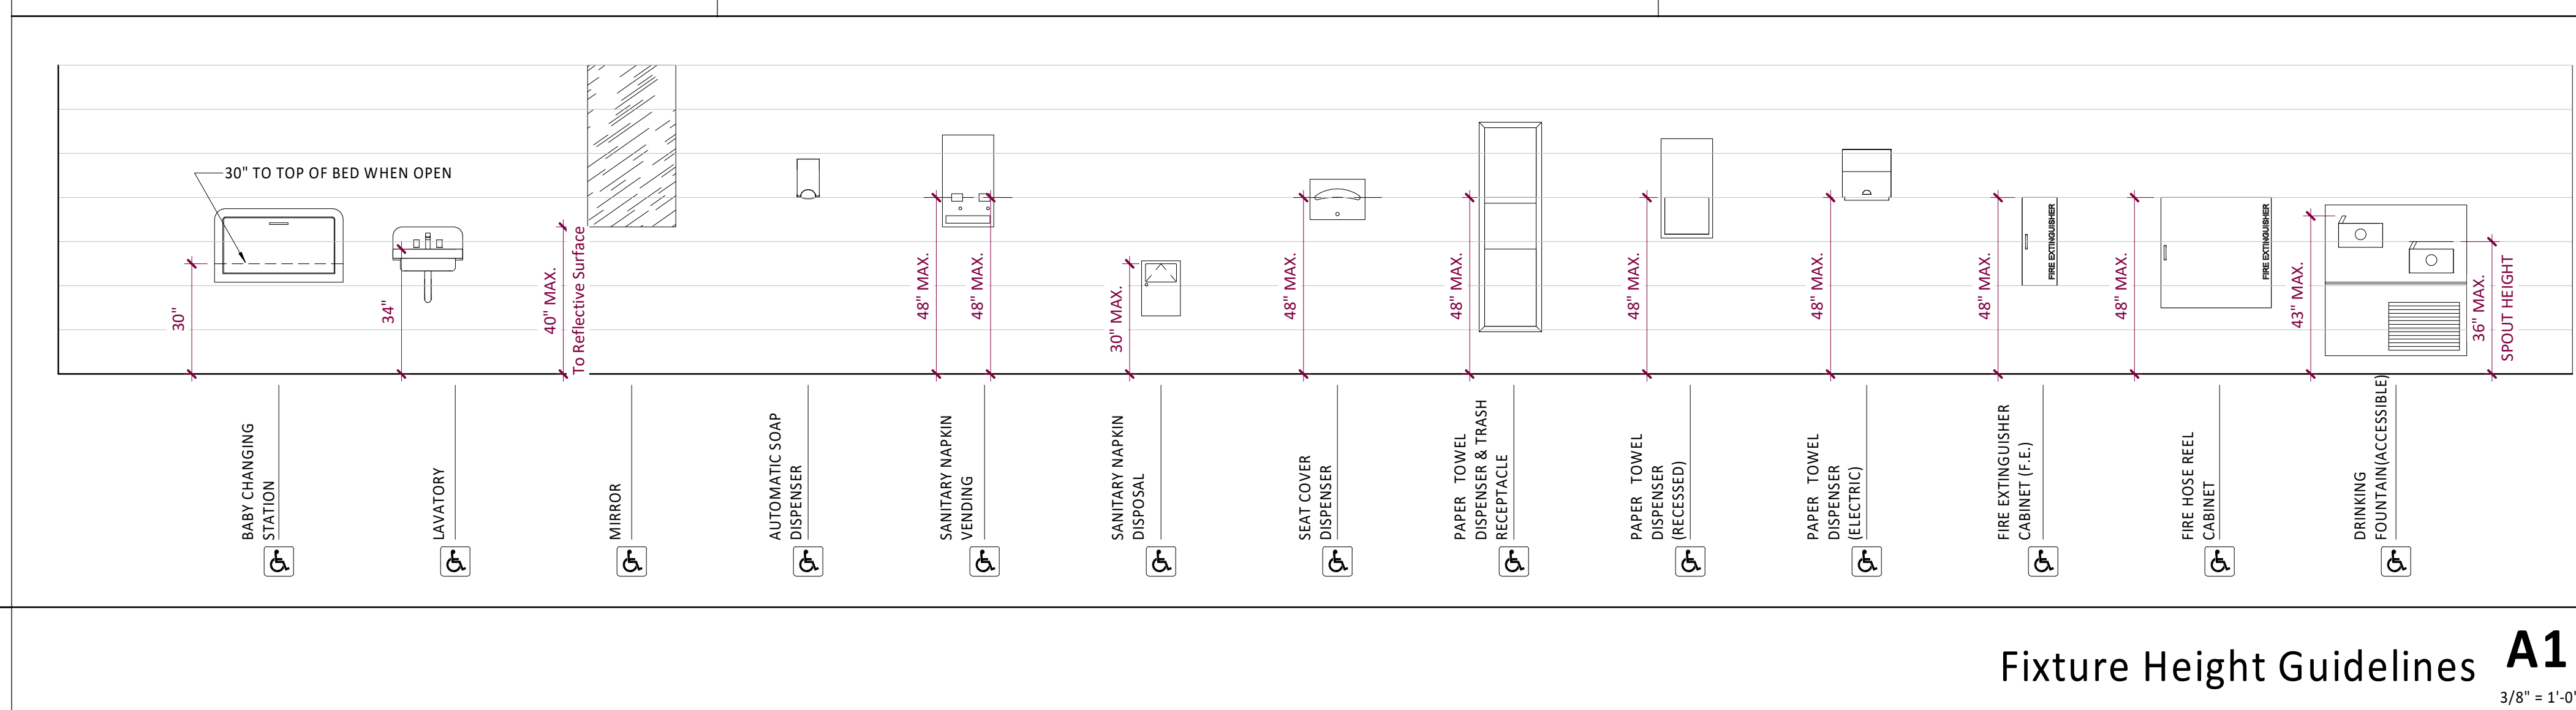 30" TO TOP OF BED WHEN OPEN
30"
34"
40" MAX.
To Reflective Surface
48" MAX.
48" MAX.
30" MAX.
48" MAX.
48" MAX.
48" MAX.
48" MAX.
48" MAX.
FIRE EXTINGUISHER
48" MAX.
FIRE EXTINGUISHER
43" MAX.
36" MAX.
SPOUT HEIGHT
BABY CHANGING
STATION
LAVATORY
MIRROR
AUTOMATIC SOAP
DISPENSER
SANITARY NAPKIN
VENDING
SANITARY NAPKIN
DISPOSAL
SEAT COVER
DISPENSER
PAPER TOWEL
DISPENSER & TRASH
RECEPTACLE
PAPER TOWEL
DISPENSER
(RECESSED)
PAPER TOWEL
DISPENSER
(ELECTRIC)
FIRE EXTINGUISHER
CABINET (F.E.)
FIRE HOSE REEL
CABINET
DRINKING
FOUNTAIN(ACCESSIBLE)
Fixture Height Guidelines
A1
3/8" = 1'-0"